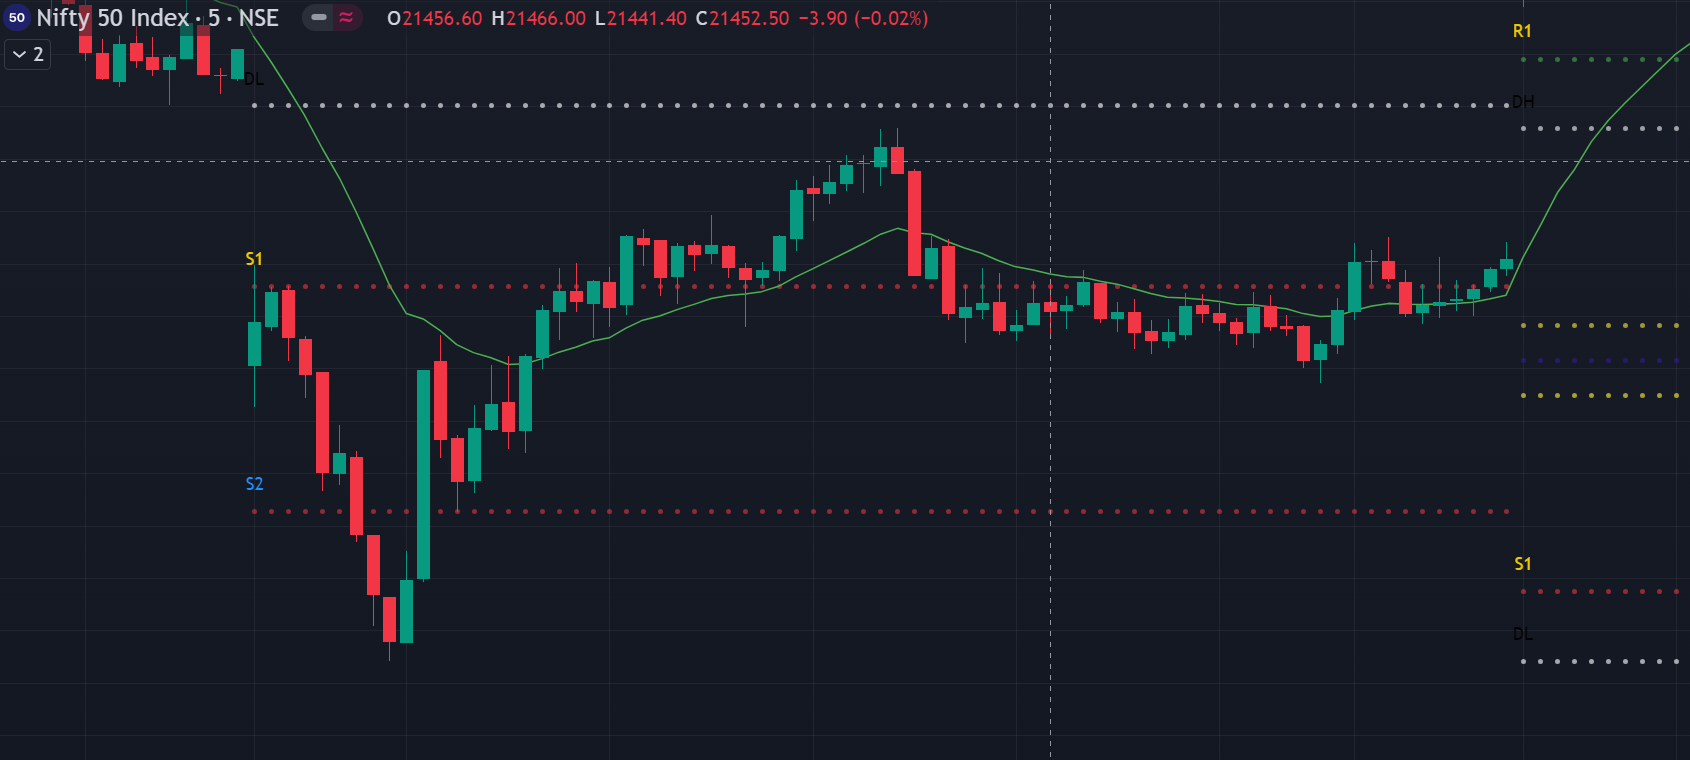 50 Nifty 50 Index · 5 · NSE O21456.60 H21466.00 L21441.40 C21452.50 −3.90 (−0.02%)
2
R1
DL
DH
S1
S2
S1
DL